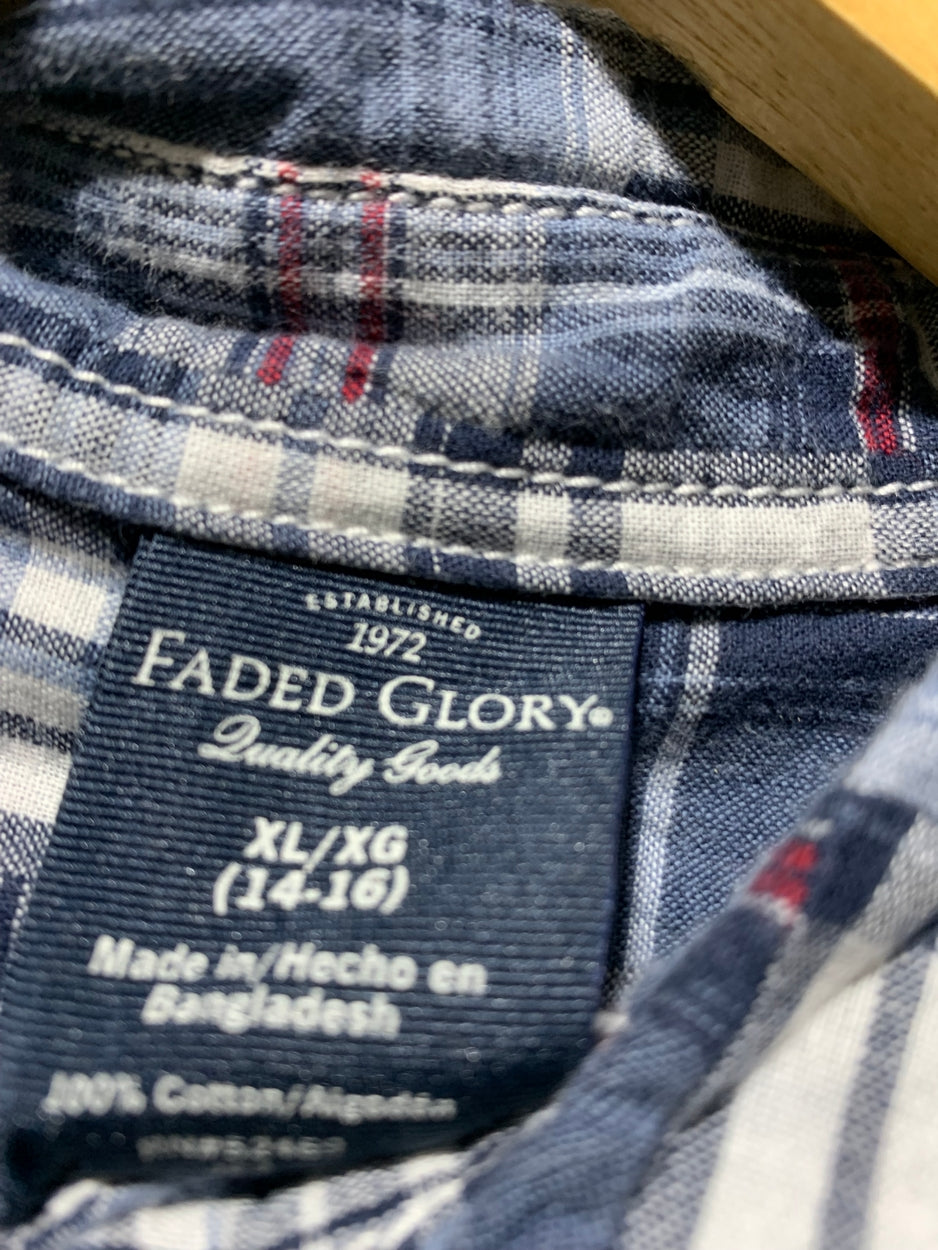 ESTABLISHED
1972
FADED GLORY®
Quality Goods
XL/XG
(14-16)
Made in/Hecho en
Bangladesh
100% Cotton/Algodón